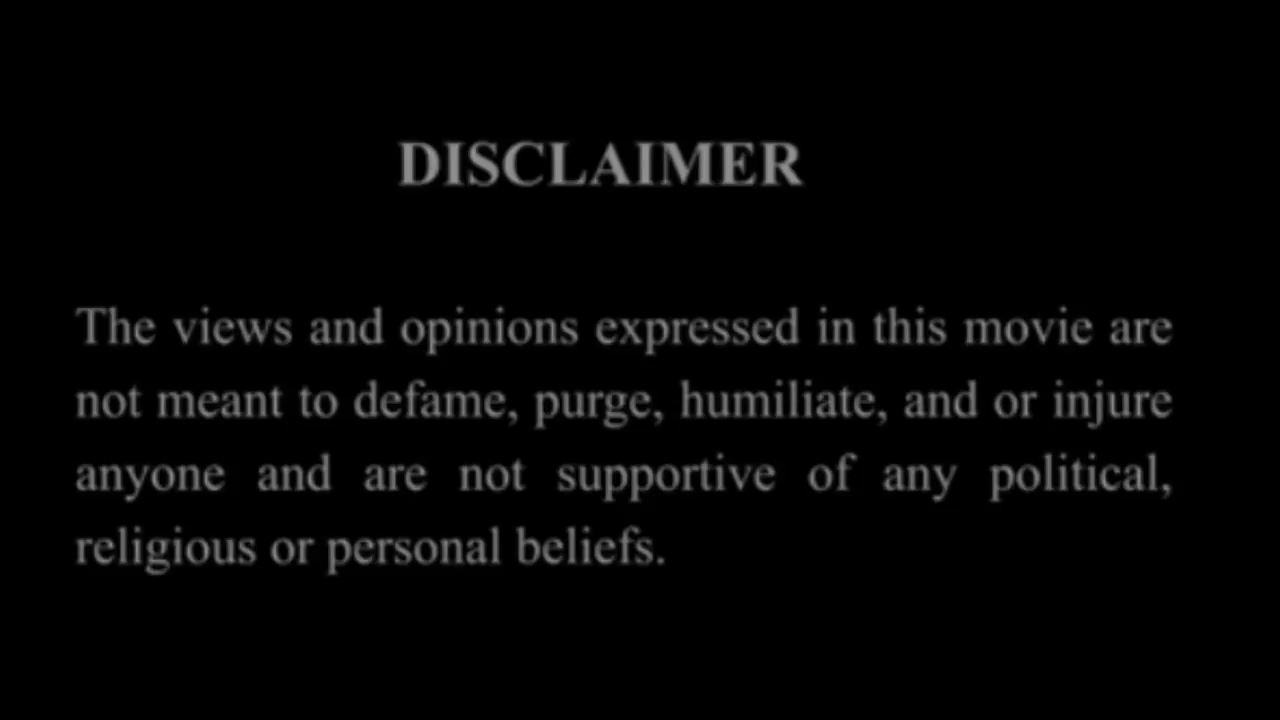 DISCLAIMER
The views and opinions expressed in this movie are
not meant to defame, purge, humiliate, and or injure
anyone and are not supportive of any political,
religious or personal beliefs.